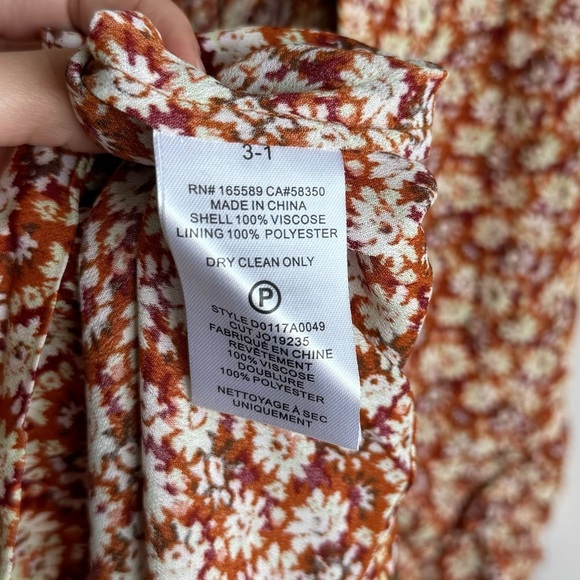 3-1
RN# 165589 CA#58350
MADE IN CHINA
SHELL 100% VISCOSE
LINING 100% POLYESTER
DRY CLEAN ONLY
P
STYLE D0117A0049
CUT JO19235
FABRIQUÉ EN CHINE
REVÊTEMENT
100% VISCOSE
DOUBLURE
100% POLYESTER
NETTOYAGE À SEC
UNIQUEMENT